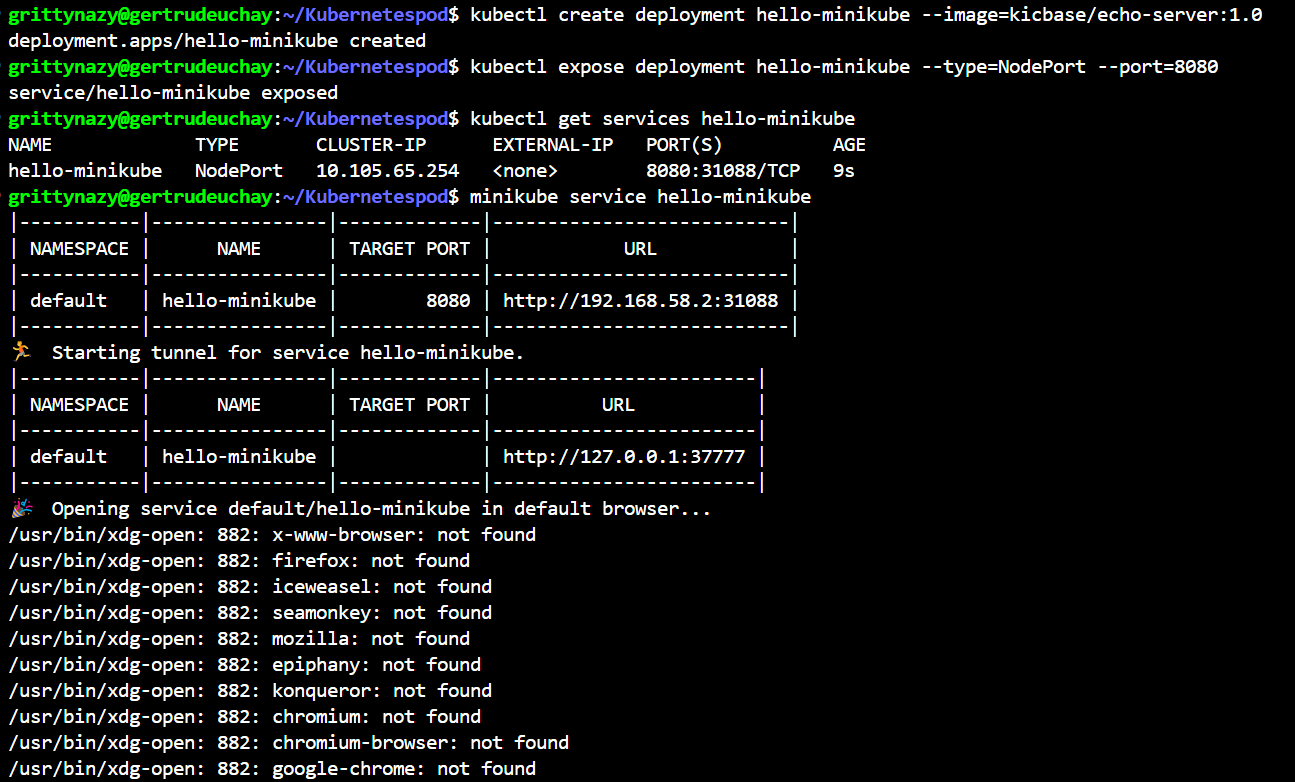 grittynazy@gertrudeuchay:~/Kubernetespod$ kubectl create deployment hello-minikube --image=kicbase/echo-server:1.0
deployment.apps/hello-minikube created
grittynazy@gertrudeuchay:~/Kubernetespod$ kubectl expose deployment hello-minikube --type=NodePort --port=8080
service/hello-minikube exposed
grittynazy@gertrudeuchay:~/Kubernetespod$ kubectl get services hello-minikube
NAME             TYPE       CLUSTER-IP      EXTERNAL-IP   PORT(S)          AGE
hello-minikube   NodePort   10.105.65.254   <none>        8080:31088/TCP   9s
grittynazy@gertrudeuchay:~/Kubernetespod$ minikube service hello-minikube
|-----------|----------------|-------------|---------------------------|
| NAMESPACE |      NAME      | TARGET PORT |            URL            |
|-----------|----------------|-------------|---------------------------|
| default   | hello-minikube |        8080 | http://192.168.58.2:31088 |
|-----------|----------------|-------------|---------------------------|
🏃  Starting tunnel for service hello-minikube.
|-----------|----------------|-------------|------------------------|
| NAMESPACE |      NAME      | TARGET PORT |          URL           |
|-----------|----------------|-------------|------------------------|
| default   | hello-minikube |             | http://127.0.0.1:37777 |
|-----------|----------------|-------------|------------------------|
🎉  Opening service default/hello-minikube in default browser...
/usr/bin/xdg-open: 882: x-www-browser: not found
/usr/bin/xdg-open: 882: firefox: not found
/usr/bin/xdg-open: 882: iceweasel: not found
/usr/bin/xdg-open: 882: seamonkey: not found
/usr/bin/xdg-open: 882: mozilla: not found
/usr/bin/xdg-open: 882: epiphany: not found
/usr/bin/xdg-open: 882: konqueror: not found
/usr/bin/xdg-open: 882: chromium: not found
/usr/bin/xdg-open: 882: chromium-browser: not found
/usr/bin/xdg-open: 882: google-chrome: not found